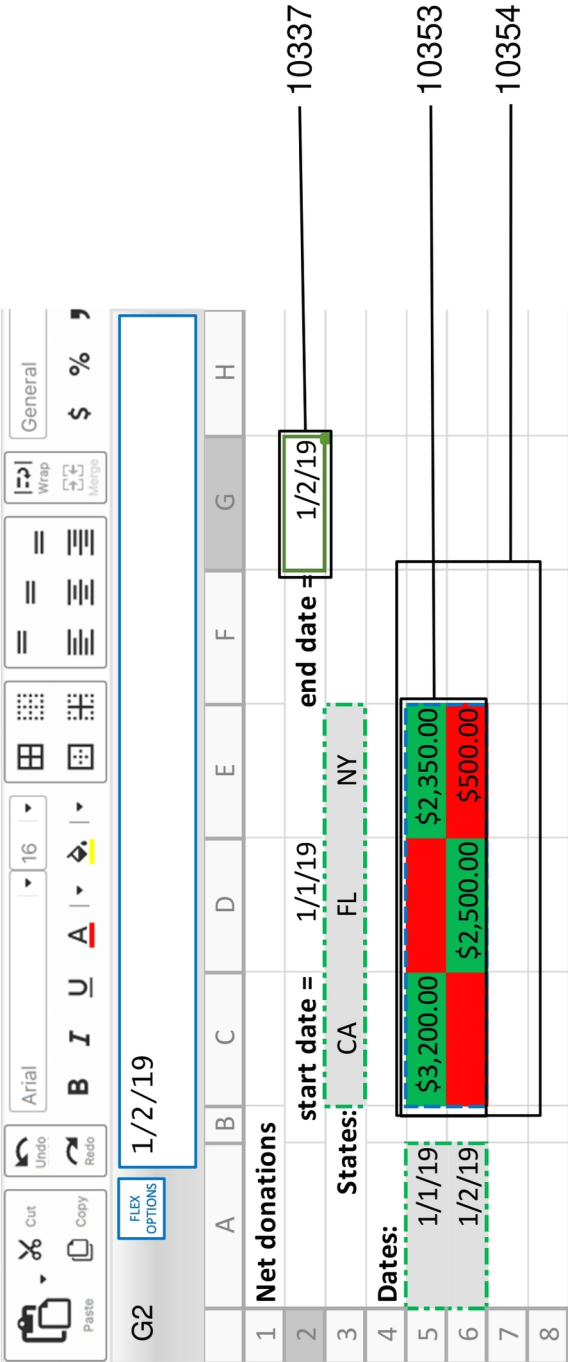 Cut
Copy
Paste
Undo
Redo
Arial
16
B I U A
Wrap
Merge
General
$ % ,
G2
FLEX
OPTIONS
1/2/19
A B C D E F G H
1 Net donations
2 start date = 1/1/19 end date = 1/2/19
3 States: CA FL NY
4 Dates:
5 1/1/19 $3,200.00 $2,350.00
6 1/2/19 $2,500.00 $500.00
7
8
10337
10353
10354